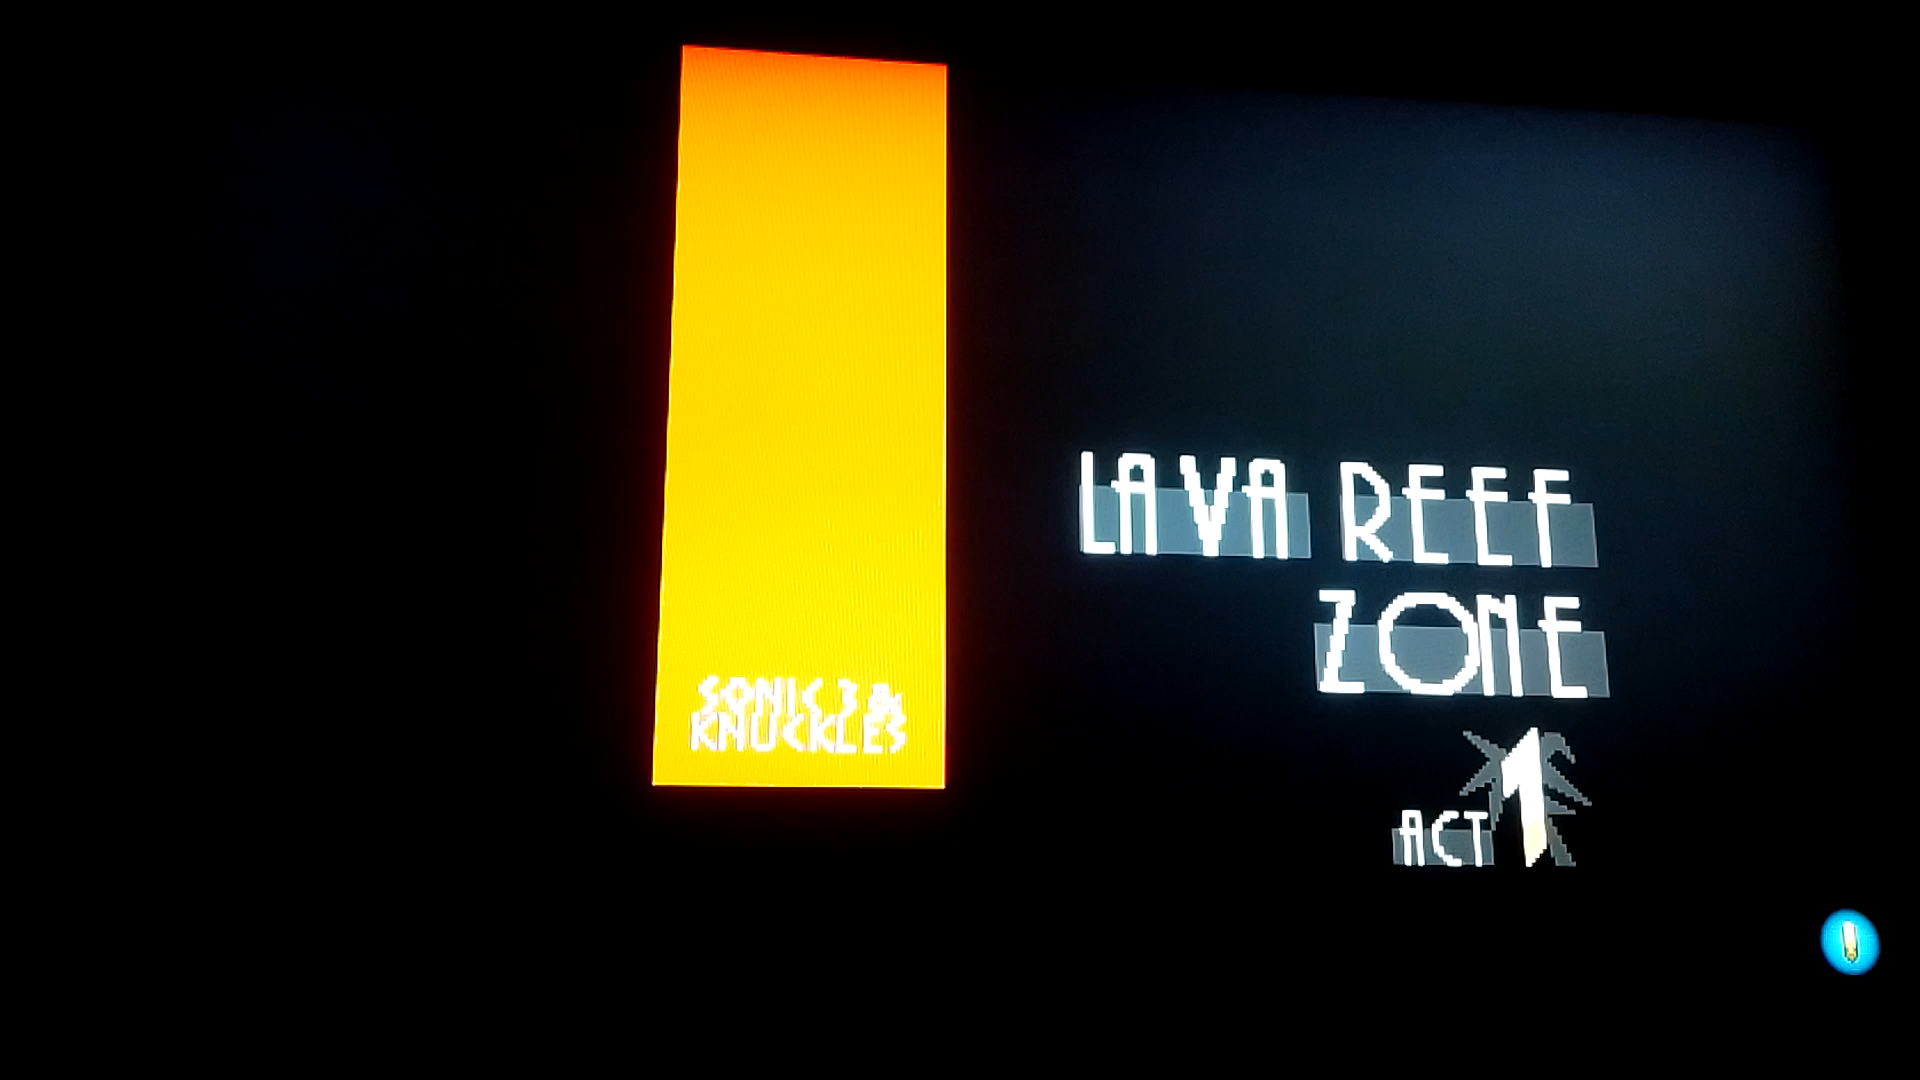 SONIC 3 &
KNUCKLES
LAVA REEF
ZONE
ACT 1